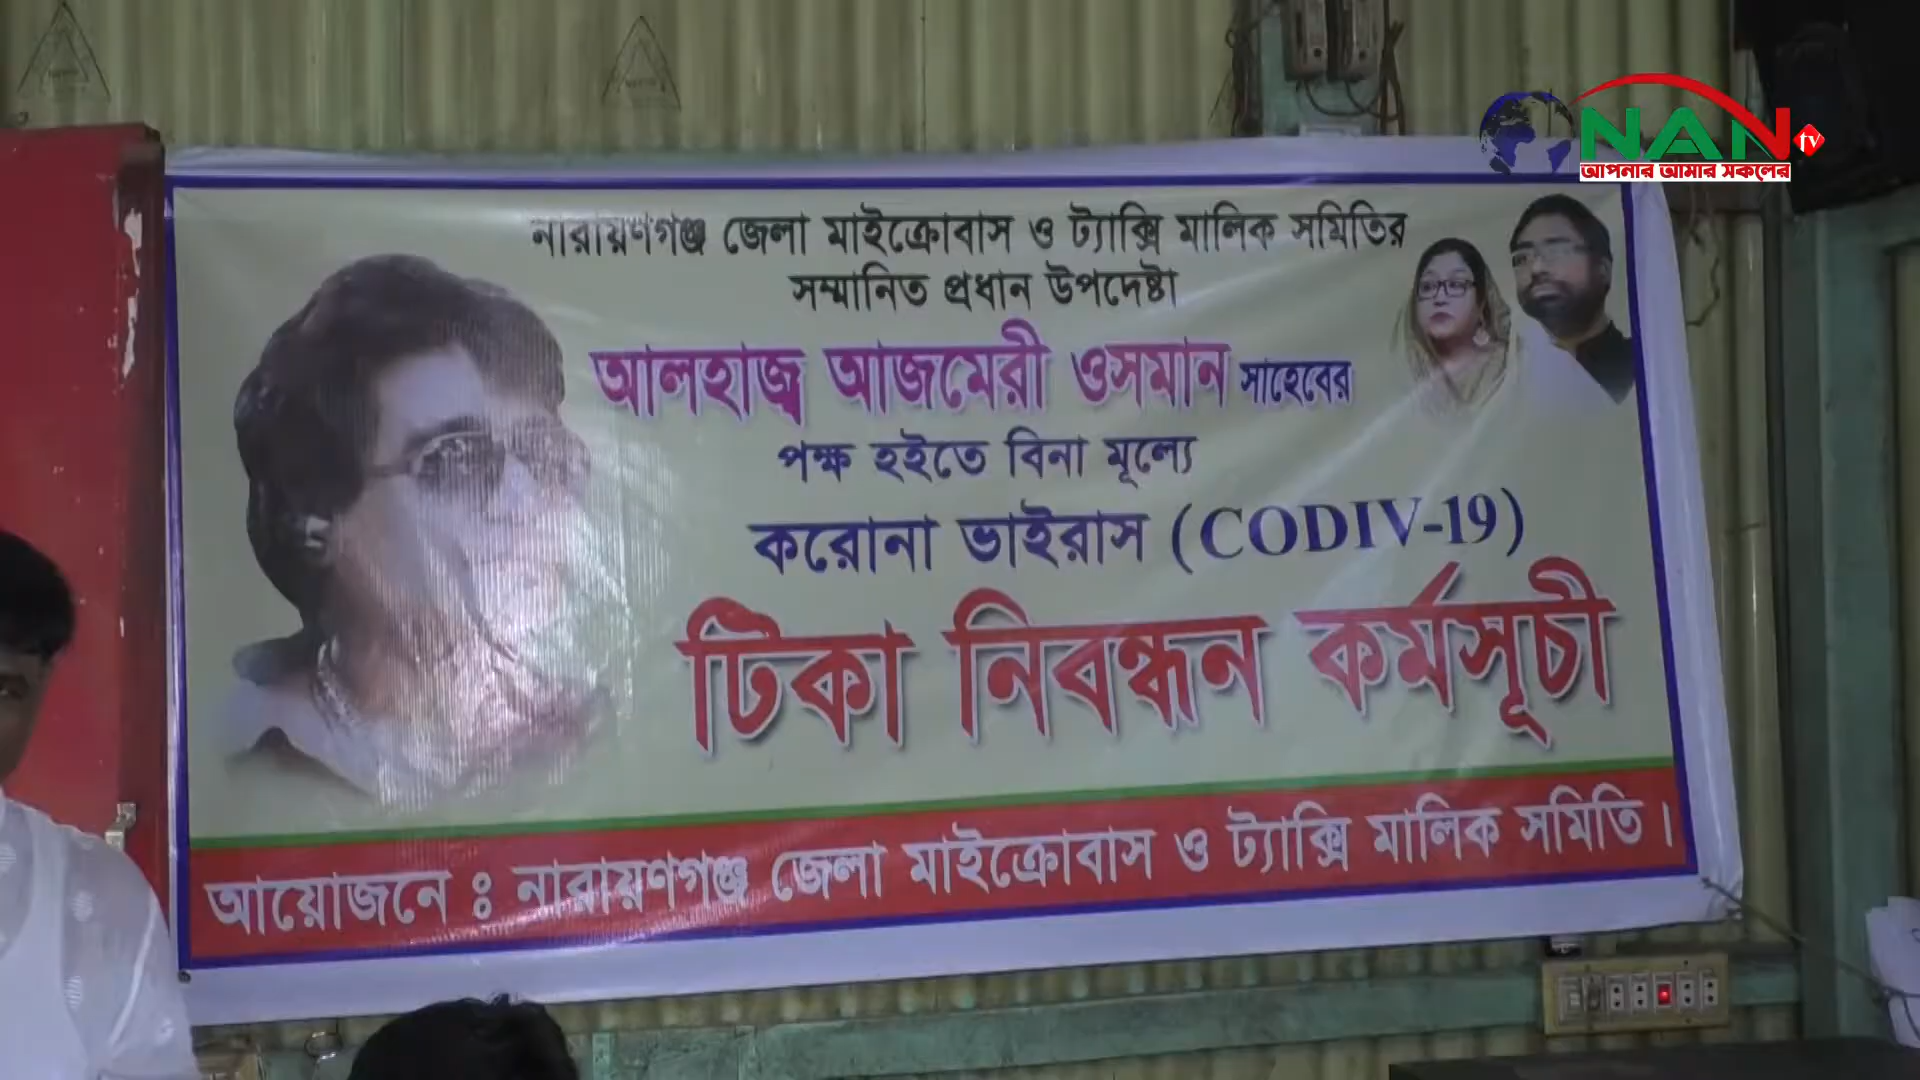 NAN tv
আপনার আমার সকলের
নারায়ণগঞ্জ জেলা মাইক্রোবাস ও ট্যাক্সি মালিক সমিতির
সম্মানিত প্রধান উপদেষ্টা
আলহাজ্ব আজমেরী ওসমান সাহেবের
পক্ষ হইতে বিনা মূল্যে
করোনা ভাইরাস (CODIV-19)
টিকা নিবন্ধন কর্মসূচী
আয়োজনে ঃ নারায়ণগঞ্জ জেলা মাইক্রোবাস ও ট্যাক্সি মালিক সমিতি।